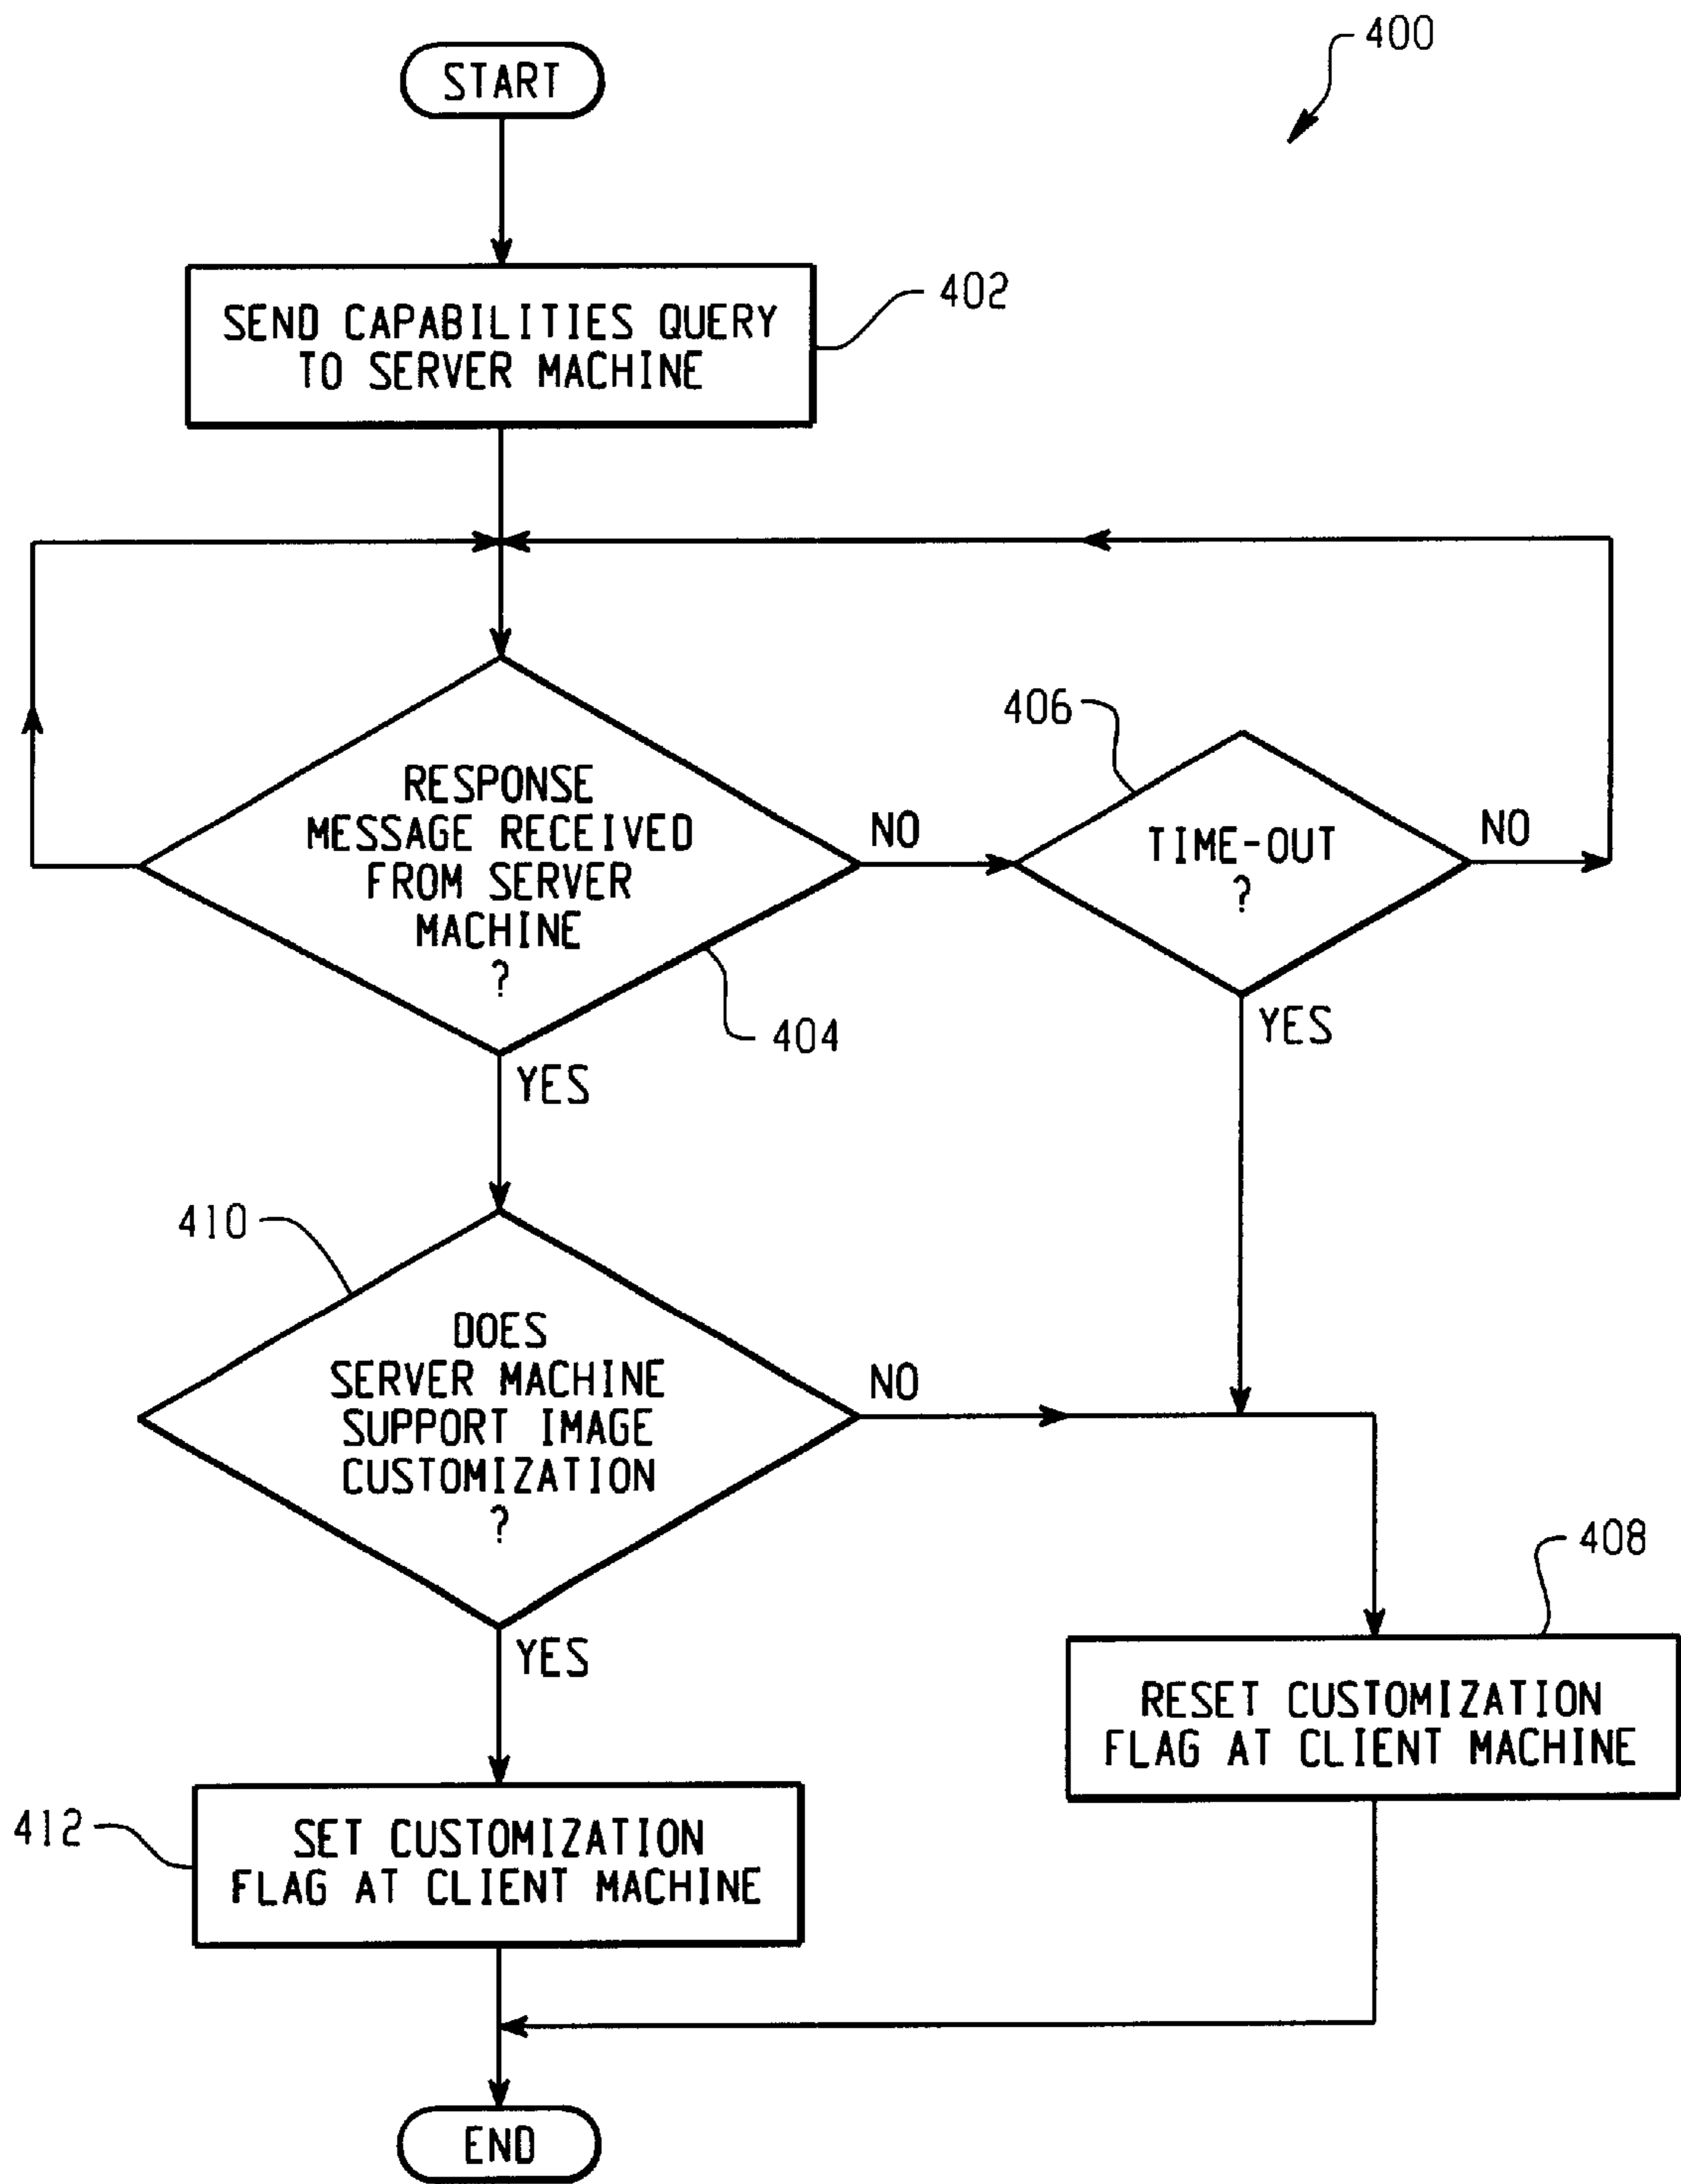 400
START
SEND CAPABILITIES QUERY
TO SERVER MACHINE
402
RESPONSE
MESSAGE RECEIVED
FROM SERVER
MACHINE
?
404
NO
406
TIME-OUT
?
NO
YES
YES
410
DOES
SERVER MACHINE
SUPPORT IMAGE
CUSTOMIZATION
?
NO
YES
408
RESET CUSTOMIZATION
FLAG AT CLIENT MACHINE
412
SET CUSTOMIZATION
FLAG AT CLIENT MACHINE
END